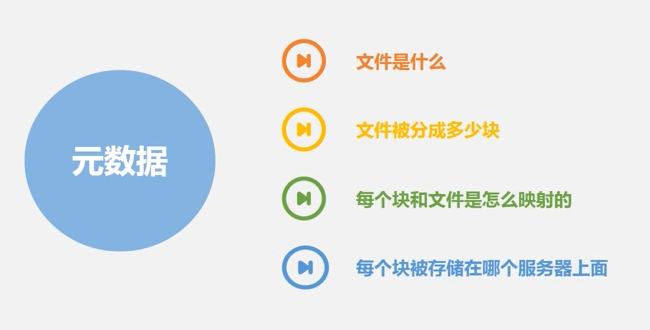 元数据
文件是什么
文件被分成多少块
每个块和文件是怎么映射的
每个块被存储在哪个服务器上面